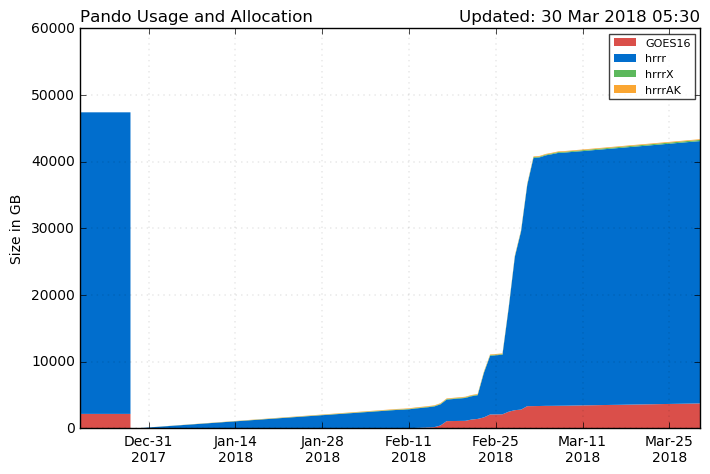 Pando Usage and Allocation
Updated: 30 Mar 2018 05:30
60000
50000
40000
30000
20000
10000
0
Size in GB
GOES16
hrrr
hrrrX
hrrrAK
Dec-31 Jan-14 Jan-28 Feb-11 Feb-25 Mar-11 Mar-25
2017 2018 2018 2018 2018 2018 2018